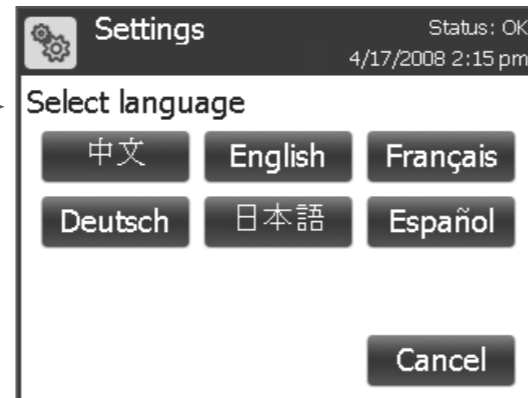 Settings
Status: OK
4/17/2008 2:15 pm
Select language
中文 English Français
Deutsch 日本語 Español
Cancel